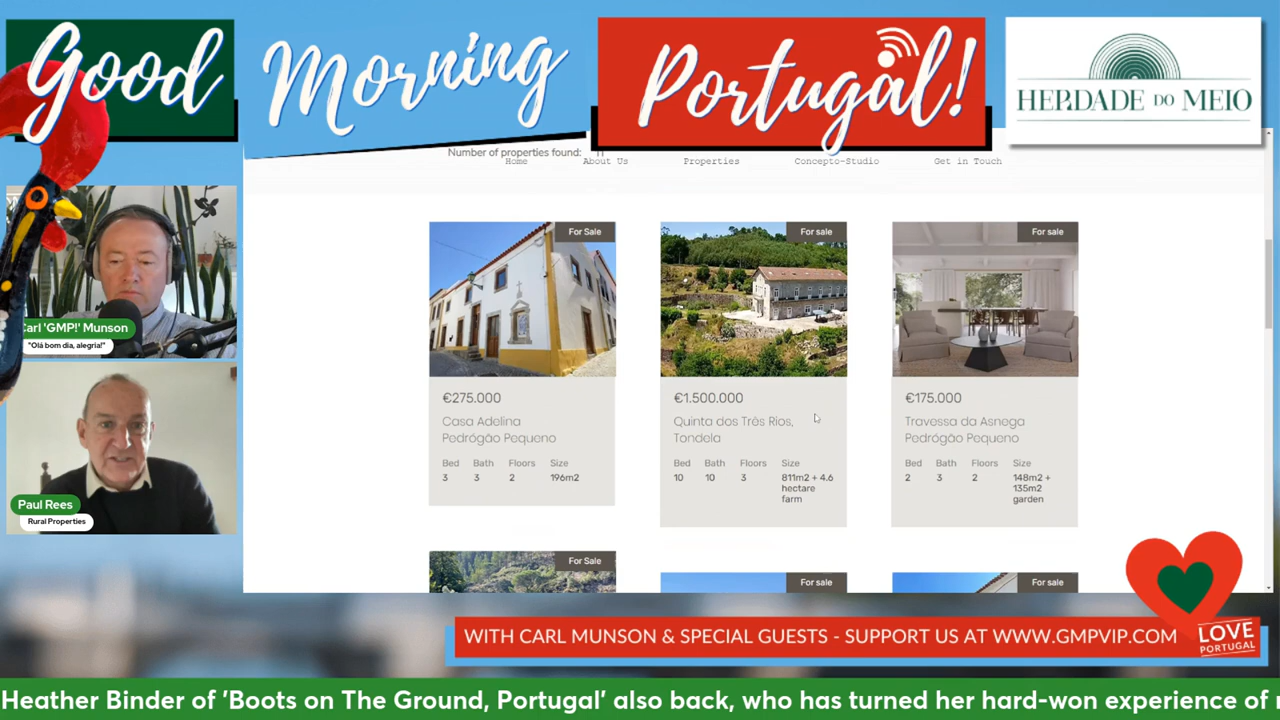 Good
Morning
Portugal!
HERDADE DO MEIO
Number of properties found:
Home
About Us
Properties
Concepto-Studio
Get in Touch
Carl 'GMP!' Munson
"Olá bom dia, alegria!"
Paul Rees
Rural Properties
For Sale
€275.000
Casa Adelina
Pedrógão Pequeno
Bed Bath Floors Size
3 3 2 196m2
For sale
€1.500.000
Quinta dos Três Rios,
Tondela
Bed Bath Floors Size
10 10 3 811m2 + 4.6
hectare
farm
For sale
€175.000
Travessa da Asnega
Pedrógão Pequeno
Bed Bath Floors Size
2 3 2 148m2 +
135m2
garden
For Sale
For sale
For sale
WITH CARL MUNSON & SPECIAL GUESTS - SUPPORT US AT WWW.GMPVIP.COM
LOVE
PORTUGAL
Heather Binder of 'Boots on The Ground, Portugal' also back, who has turned her hard-won experience of